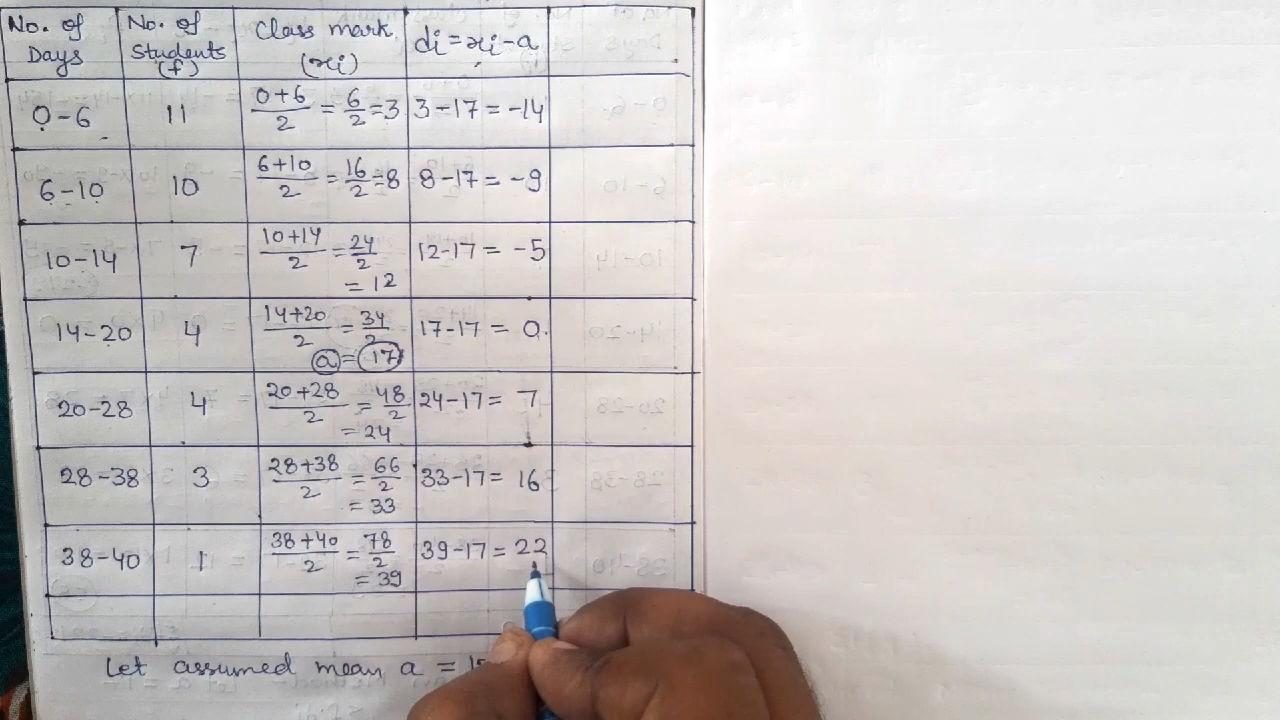 No. of Days No. of Students (f) Class mark (xi) di = xi - a
0-6 11 0+6/2 = 6/2 = 3 3-17 = -14
6-10 10 6+10/2 = 16/2 = 8 8-17 = -9
10-14 7 10+14/2 = 24/2 = 12 12-17 = -5
14-20 4 14+20/2 = 34/2 a = 17 17-17 = 0.
20-28 4 20+28/2 = 48/2 = 24 24-17 = 7
28-38 3 28+38/2 = 66/2 = 33 33-17 = 16
38-40 1 38+40/2 = 78/2 = 39 39-17 = 22
Let assumed mean a =